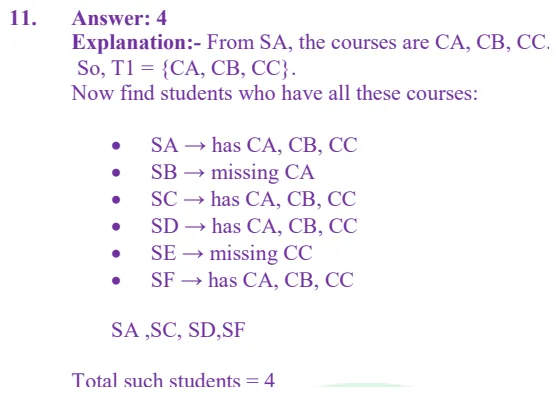 11. Answer: 4
Explanation:- From SA, the courses are CA, CB, CC.
So, T1 = {CA, CB, CC}.
Now find students who have all these courses:
• SA → has CA, CB, CC
• SB → missing CA
• SC → has CA, CB, CC
• SD → has CA, CB, CC
• SE → missing CC
• SF → has CA, CB, CC
SA ,SC, SD,SF
Total such students = 4